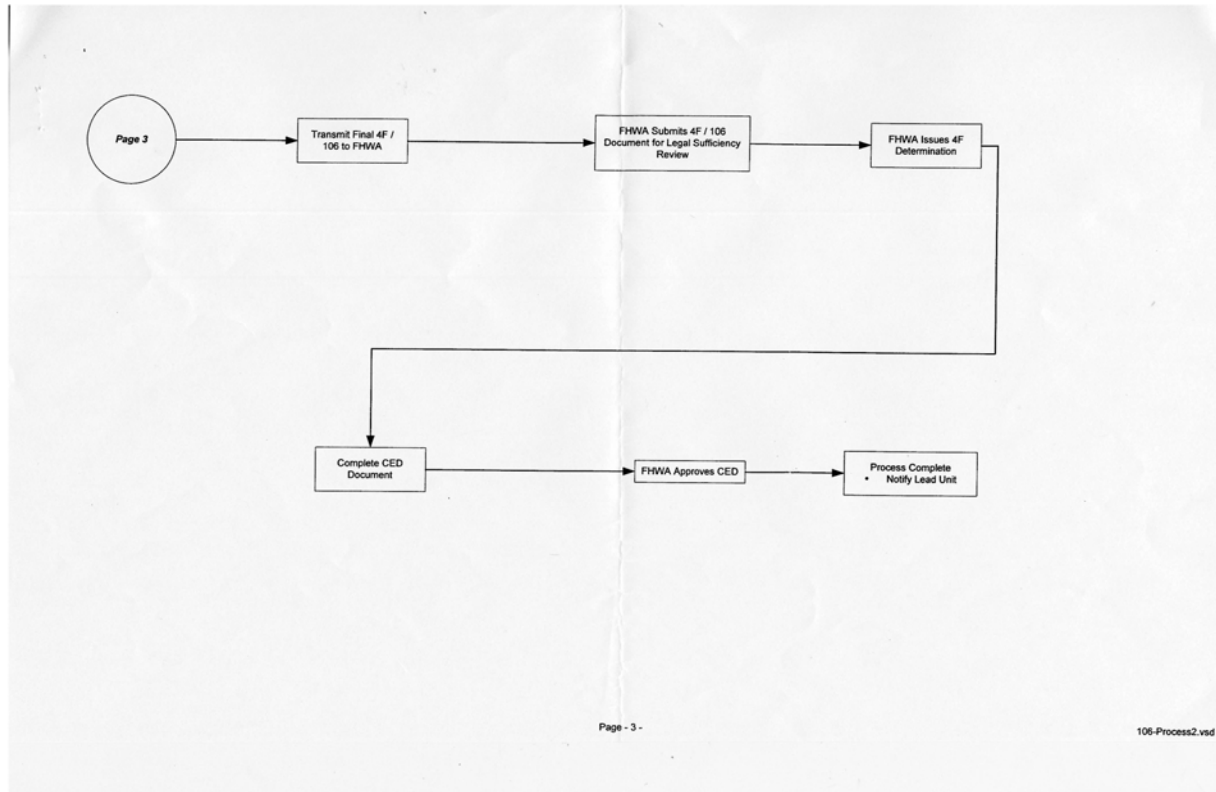 Page 3
Transmit Final 4F /
106 to FHWA
FHWA Submits 4F / 106
Document for Legal Sufficiency
Review
FHWA Issues 4F
Determination
Complete CED
Document
FHWA Approves CED
Process Complete
• Notify Lead Unit
Page - 3 -
106-Process2.vsd